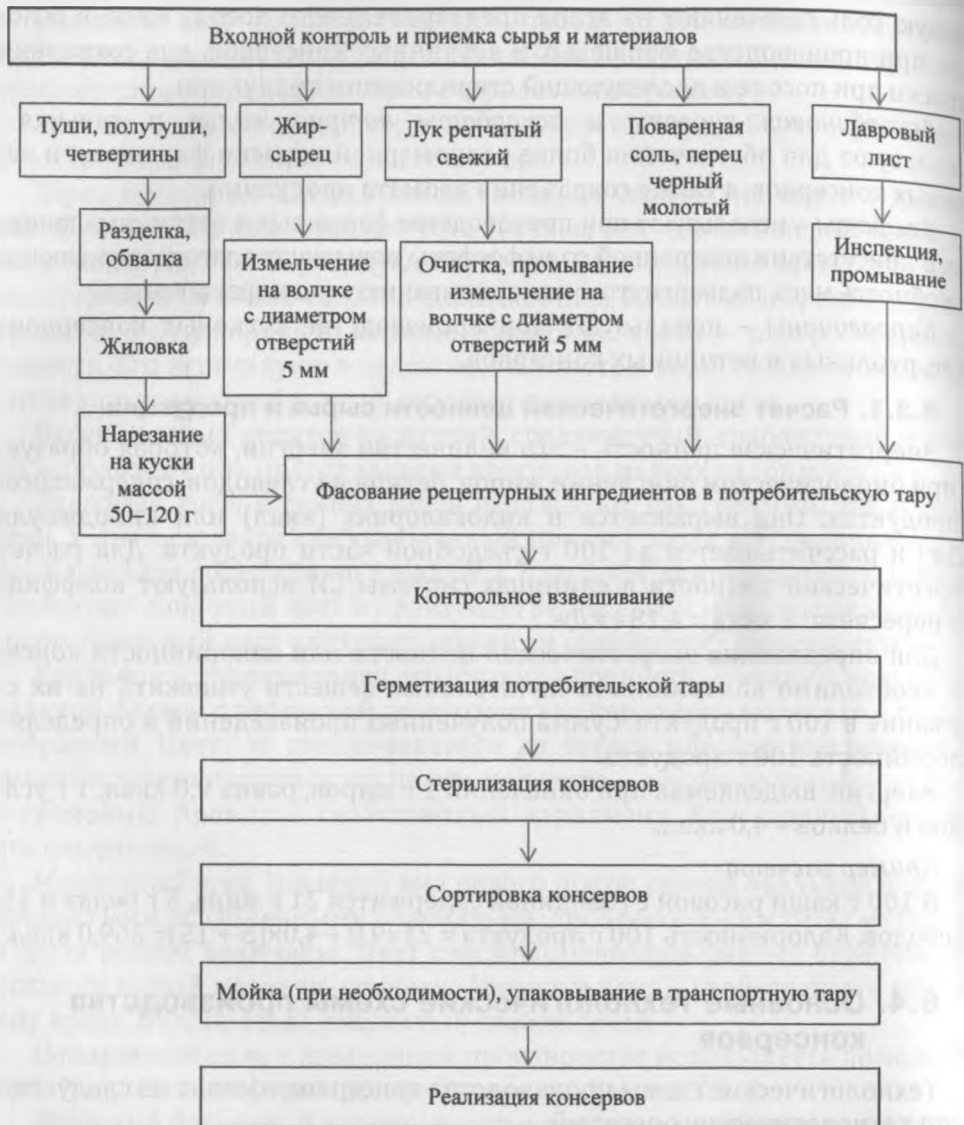 Входной контроль и приемка сырья и материалов
Туши, полутуши,
четвертины
Жир-
сырец
Лук репчатый
свежий
Поваренная
соль, перец
черный
молотый
Лавровый
лист
Разделка,
обвалка
Измельчение
на волчке
с диаметром
отверстий
5 мм
Очистка, промывание
измельчение на
волчке с диаметром
отверстий 5 мм
Инспекция,
просеивание
Жиловка
Нарезание
на куски
массой
50–120 г
Фасование рецептурных ингредиентов в потребительскую тару
Контрольное взвешивание
Герметизация потребительской тары
Стерилизация консервов
Сортировка консервов
Мойка (при необходимости), упаковывание в транспортную тару
Реализация консервов